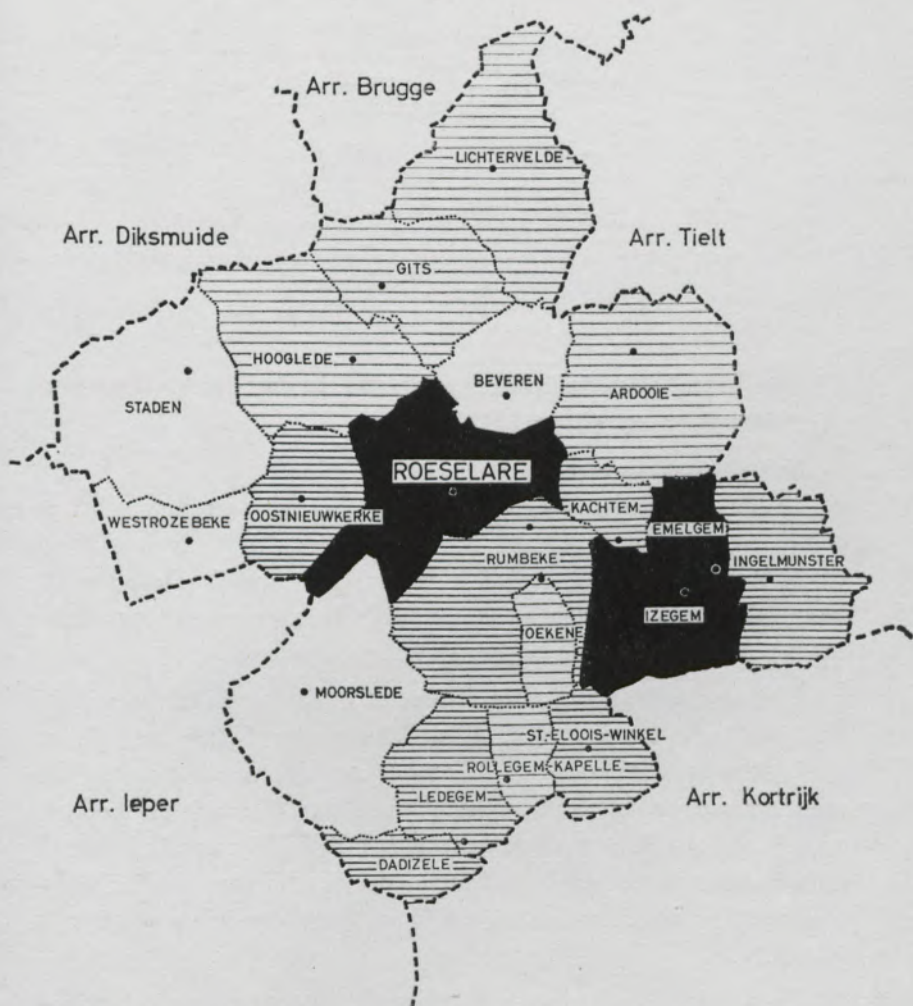 Arr. Brugge
LICHTERVELDE
Arr. Diksmuide
Arr. Tielt
GITS
HOOGLEDE
BEVEREN
ARDOOIE
STADEN
ROESELARE
WESTROZEBEKE
OOSTNIEUWKERKE
KACHTEM
EMELGEM
RUMBEKE
INGELMUNSTER
IZEGEM
OEKENE
MOORSLEDE
ST.-ELOOIS-WINKEL
ROLLEGEM-KAPELLE
LEDEGEM
Arr. Ieper
Arr. Kortrijk
DADIZELE